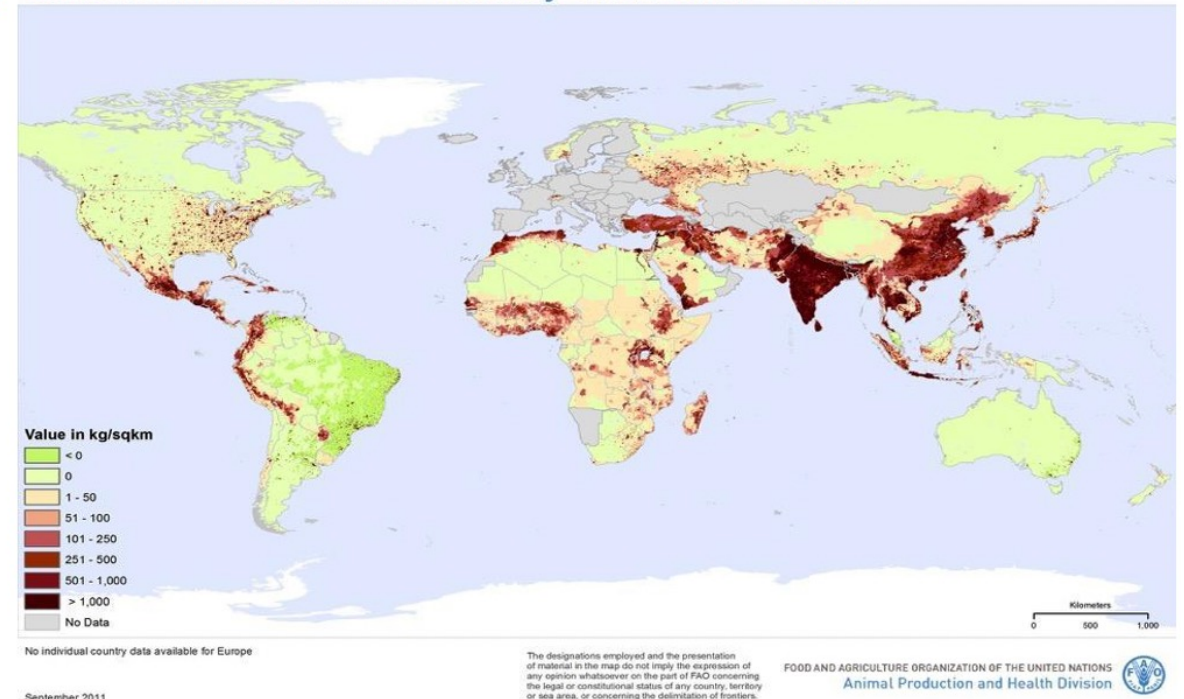 Value in kg/sqkm
< 0
0
1 - 50
51 - 100
101 - 250
251 - 500
501 - 1,000
> 1,000
No Data
Kilometers
0 500 1,000
No individual country data available for Europe
September 2011
The designations employed and the presentation
of material in the map do not imply the expression of
any opinion whatsoever on the part of FAO concerning
the legal or constitutional status of any country, territory
or sea area, or concerning the delimitation of frontiers.
FOOD AND AGRICULTURE ORGANIZATION OF THE UNITED NATIONS
Animal Production and Health Division
FAO